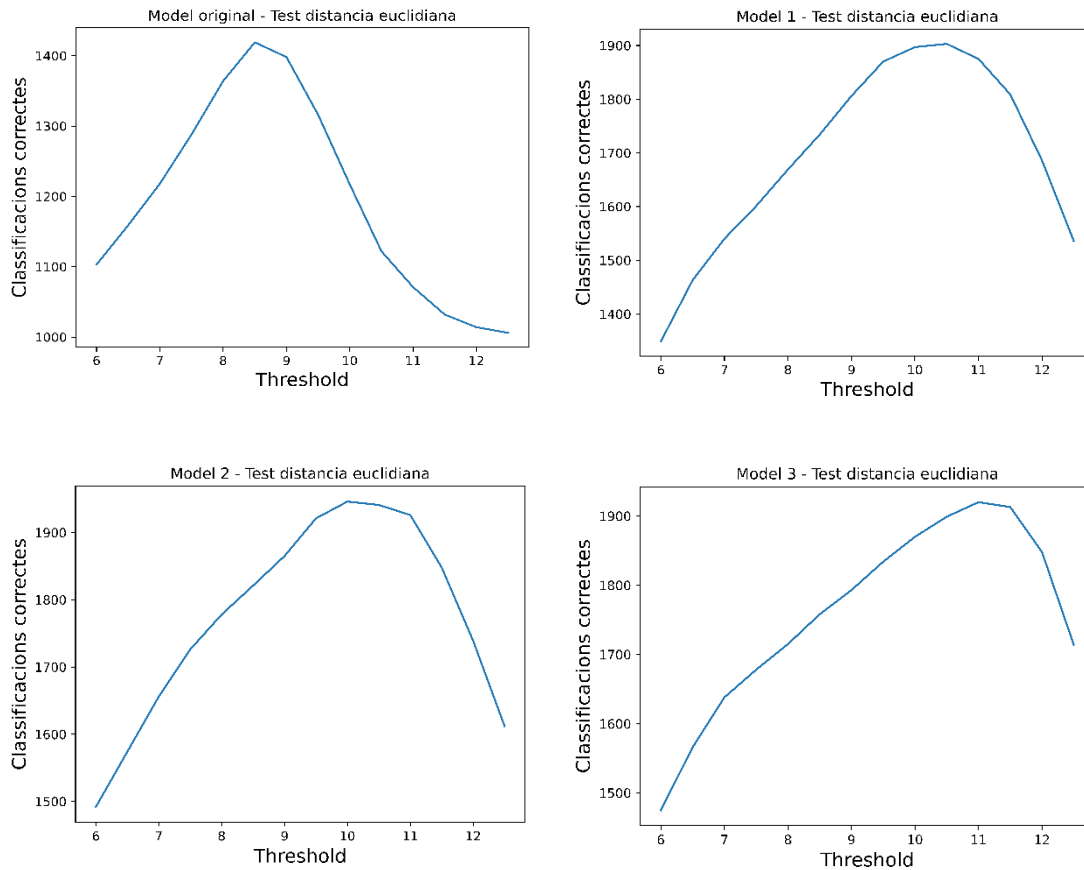 Model original - Test distancia euclidiana
Classificacions correctes
1400
1300
1200
1100
1000
6 7 8 9 10 11 12
Threshold
Model 1 - Test distancia euclidiana
Classificacions correctes
1900
1800
1700
1600
1500
1400
6 7 8 9 10 11 12
Threshold
Model 2 - Test distancia euclidiana
Classificacions correctes
1900
1800
1700
1600
1500
6 7 8 9 10 11 12
Threshold
Model 3 - Test distancia euclidiana
Classificacions correctes
1900
1800
1700
1600
1500
6 7 8 9 10 11 12
Threshold